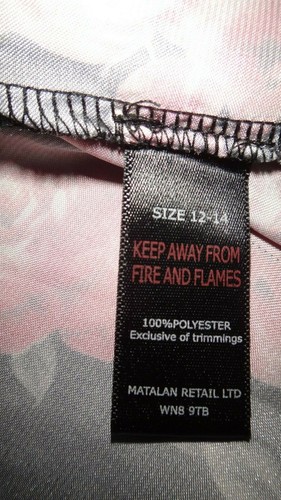 SIZE 12-14
KEEP AWAY FROM
FIRE AND FLAMES
100%POLYESTER
Exclusive of trimmings
MATALAN RETAIL LTD
WN8 9TB